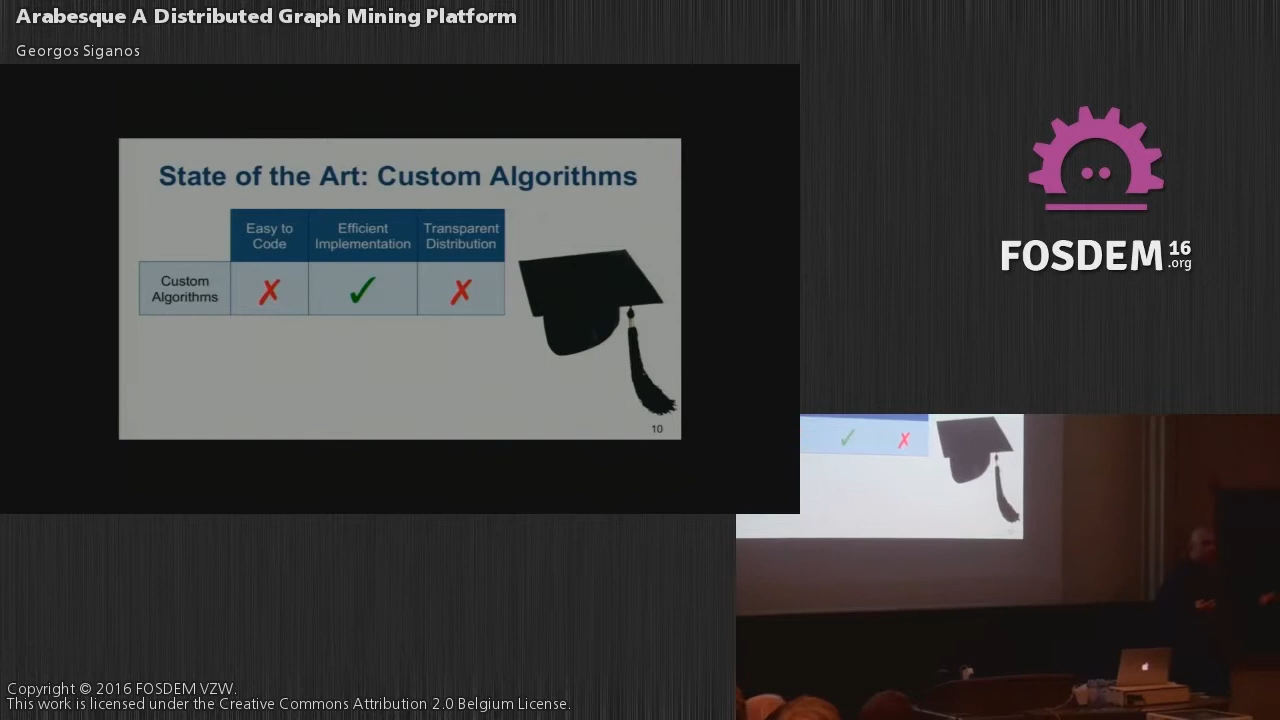 Arabesque A Distributed Graph Mining Platform
Georgos Siganos
State of the Art: Custom Algorithms
Easy to
Code
Efficient
Implementation
Transparent
Distribution
Custom
Algorithms
✗
✓
✗
10
FOSDEM 16
.org
✓
✗
Copyright © 2016 FOSDEM VZW.
This work is licensed under the Creative Commons Attribution 2.0 Belgium License.